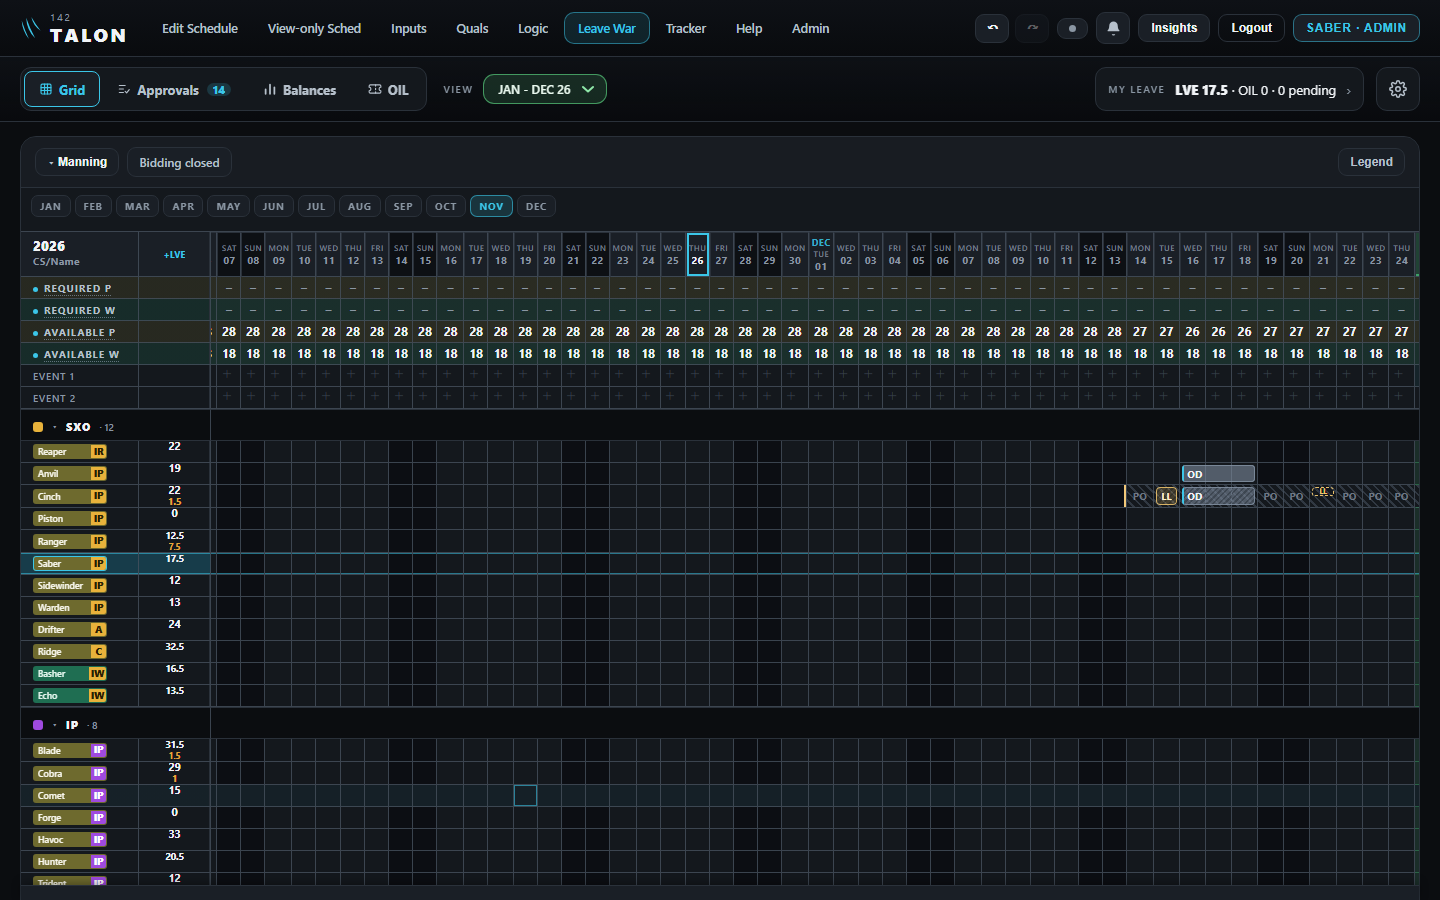 142
TALON
Edit Schedule View-only Sched Inputs Quals Logic Leave War Tracker Help Admin
Insights Logout SABER · ADMIN
Grid Approvals 14 Balances OIL VIEW JAN - DEC 26
MY LEAVE LVE 17.5 · OIL 0 · 0 pending ›
Manning Bidding closed Legend
JAN FEB MAR APR MAY JUN JUL AUG SEP OCT NOV DEC
2026
CS/Name
+LVE
SAT 07 SUN 08 MON 09 TUE 10 WED 11 THU 12 FRI 13 SAT 14 SUN 15 MON 16 TUE 17 WED 18 THU 19 FRI 20 SAT 21 SUN 22 MON 23 TUE 24 WED 25 THU 26 FRI 27 SAT 28 SUN 29 MON 30 DEC TUE 01 WED 02 THU 03 FRI 04 SAT 05 SUN 06 MON 07 TUE 08 WED 09 THU 10 FRI 11 SAT 12 SUN 13 MON 14 TUE 15 WED 16 THU 17 FRI 18 SAT 19 SUN 20 MON 21 TUE 22 WED 23 THU 24
REQUIRED P – – – – – – – – – – – – – – – – – – – – – – – – – – – – – – – – – – – – – – – – – – – – – – – – –
REQUIRED W – – – – – – – – – – – – – – – – – – – – – – – – – – – – – – – – – – – – – – – – – – – – – – – – –
AVAILABLE P 28 28 28 28 28 28 28 28 28 28 28 28 28 28 28 28 28 28 28 28 28 28 28 28 28 28 28 28 28 28 28 28 28 28 28 28 28 27 27 26 26 26 27 27 27 27 27 27
AVAILABLE W 18 18 18 18 18 18 18 18 18 18 18 18 18 18 18 18 18 18 18 18 18 18 18 18 18 18 18 18 18 18 18 18 18 18 18 18 18 18 18 18 18 18 18 18 18 18 18 18
EVENT 1 + + + + + + + + + + + + + + + + + + + + + + + + + + + + + + + + + + + + + + + + + + + + + + + + +
EVENT 2 + + + + + + + + + + + + + + + + + + + + + + + + + + + + + + + + + + + + + + + + + + + + + + + + +
SXO · 12
Reaper IR 22
Anvil IP 19 OD
Cinch IP 22 1.5 PO LL OD PO PO PO PO PO
Piston IP 0
Ranger IP 12.5 7.5
Saber IP 17.5
Sidewinder IP 12
Warden IP 13
Drifter A 24
Ridge C 32.5
Basher IW 16.5
Echo IW 13.5
IP · 8
Blade IP 31.5 1.5
Cobra IP 29 1
Comet IP 15
Forge IP 0
Havoc IP 33
Hunter IP 20.5
Trident IP 12